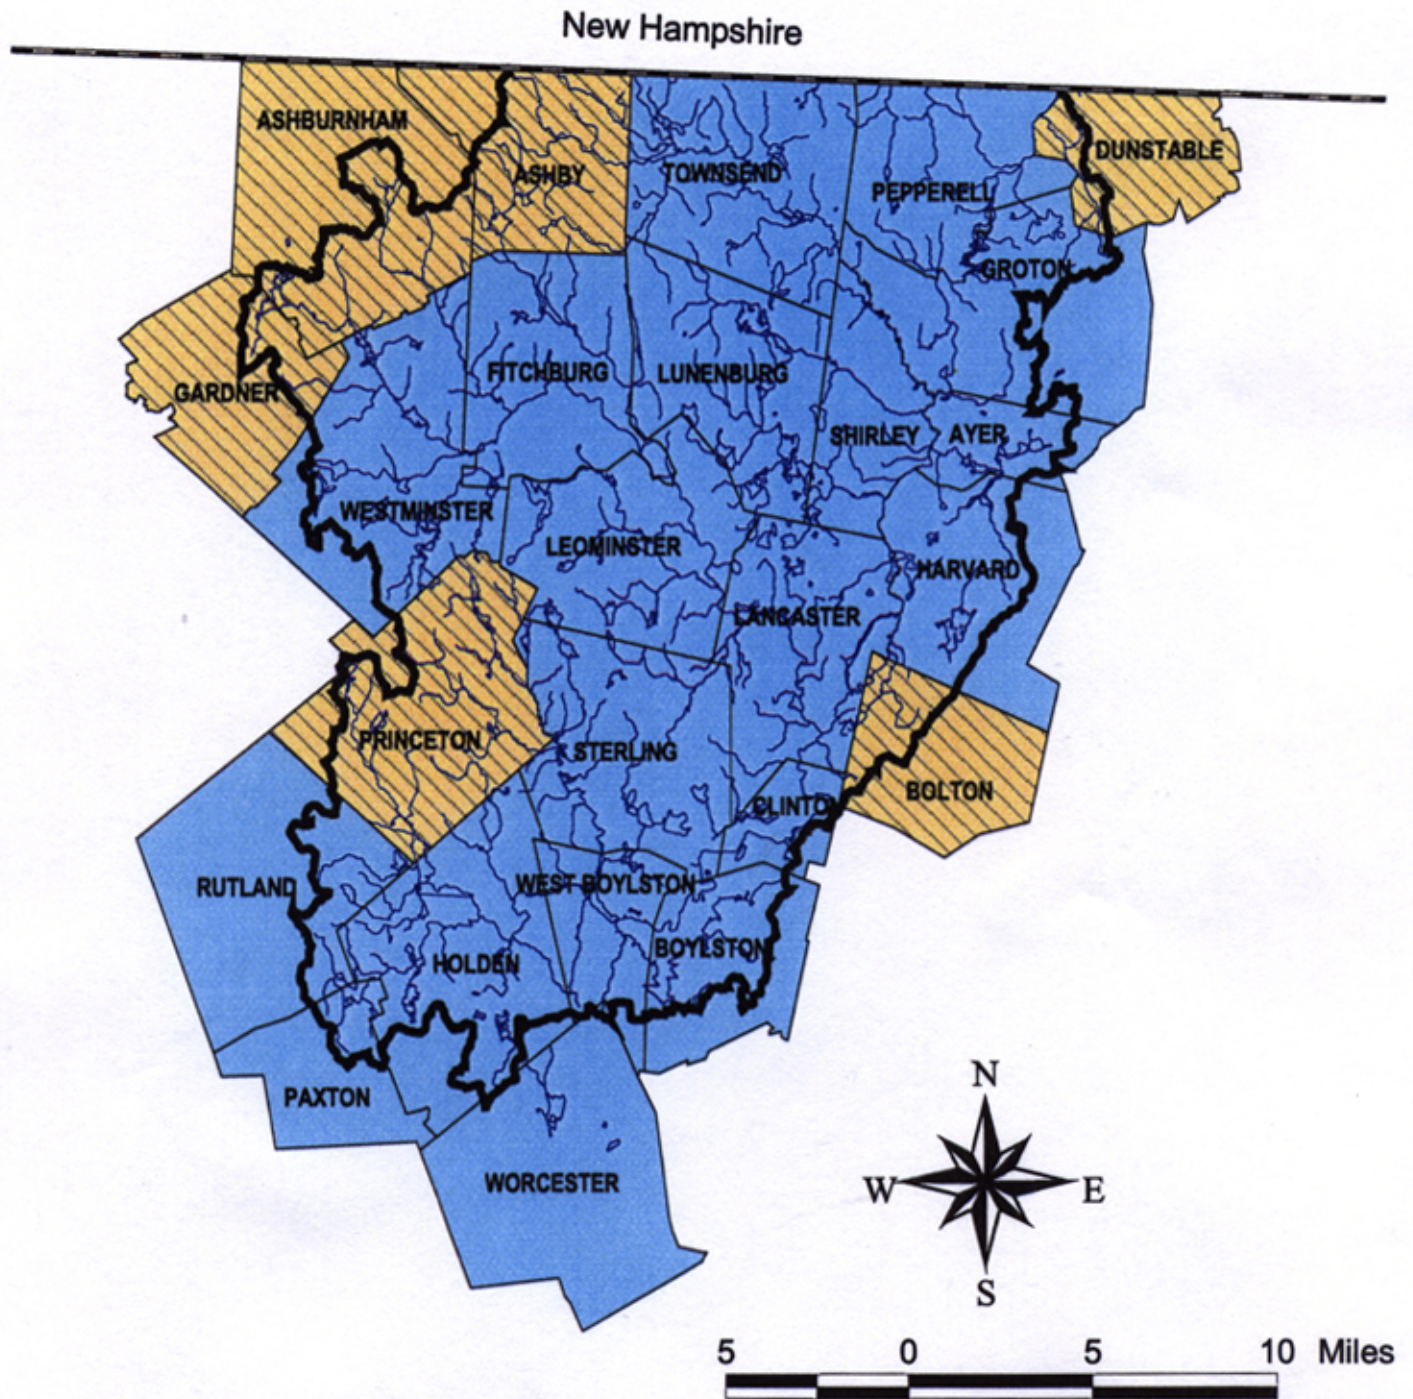 New Hampshire
ASHBURNHAM
ASHBY
TOWNSEND
PEPPERELL
DUNSTABLE
GROTON
GARDNER
FITCHBURG
LUNENBURG
SHIRLEY
AYER
WESTMINSTER
LEOMINSTER
HARVARD
LANCASTER
PRINCETON
STERLING
CLINTON
BOLTON
RUTLAND
WEST BOYLSTON
BOYLSTON
HOLDEN
PAXTON
WORCESTER
N
W E
S
5 0 5 10 Miles